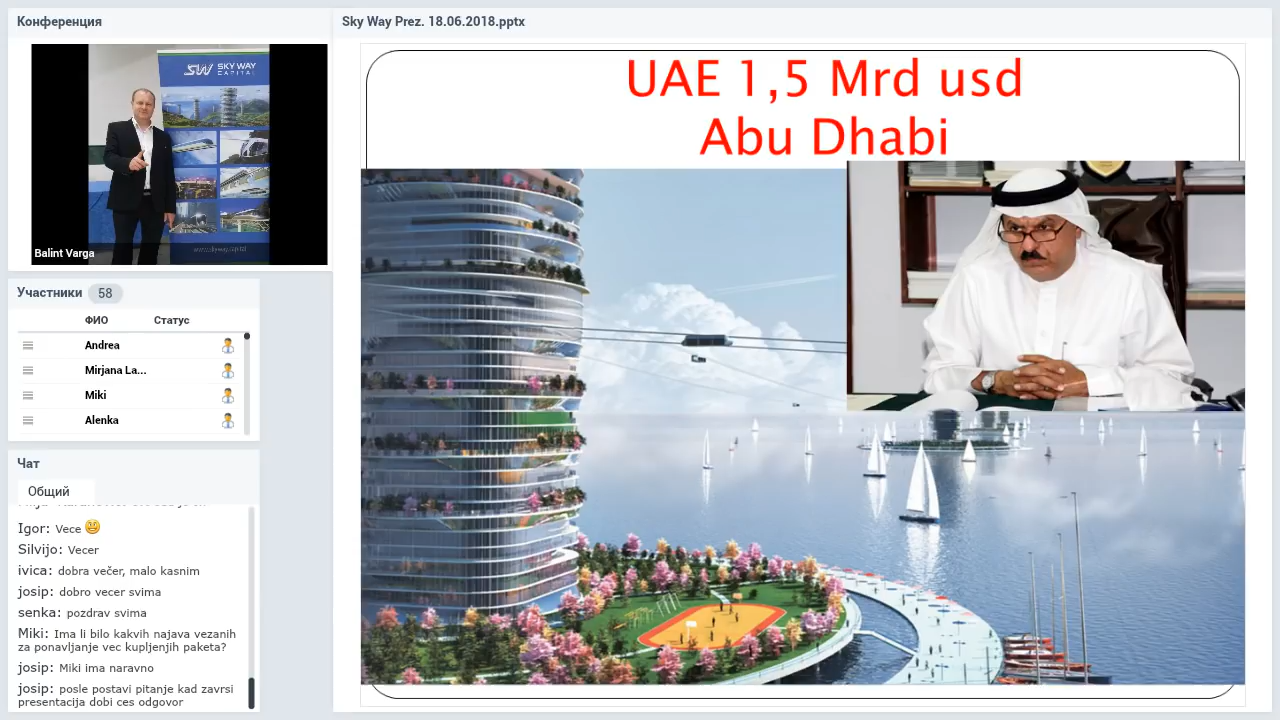 Конференция
SKY WAY
CAPITAL
www.skyway.capital
Balint Varga
Участники 58
ФИО Статус
Andrea
Mirjana La...
Miki
Alenka
Чат
Общий
Igor: Vece
Silvijo: Vecer
ivica: dobra večer, malo kasnim
josip: dobro vecer svima
senka: pozdrav svima
Miki: Ima li bilo kakvih najava vezanih
za ponavljanje vec kupljenjih paketa?
josip: Miki ima naravno
josip: posle postavi pitanje kad zavrsi
presentacija dobi ces odgovor
Sky Way Prez. 18.06.2018.pptx
UAE 1,5 Mrd usd
Abu Dhabi